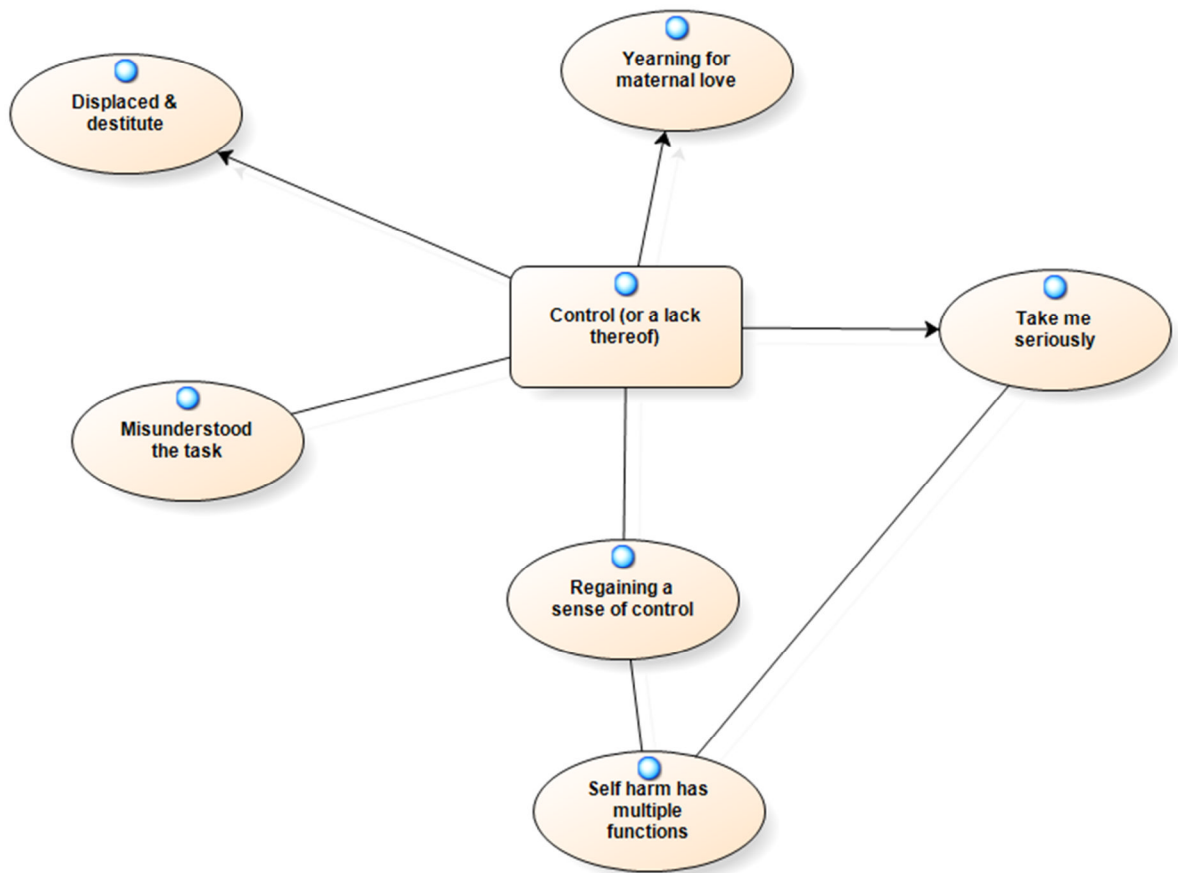 Yearning for
maternal love
Displaced &
destitute
Control (or a lack
thereof)
Take me
seriously
Misunderstood
the task
Regaining a
sense of control
Self harm has
multiple
functions